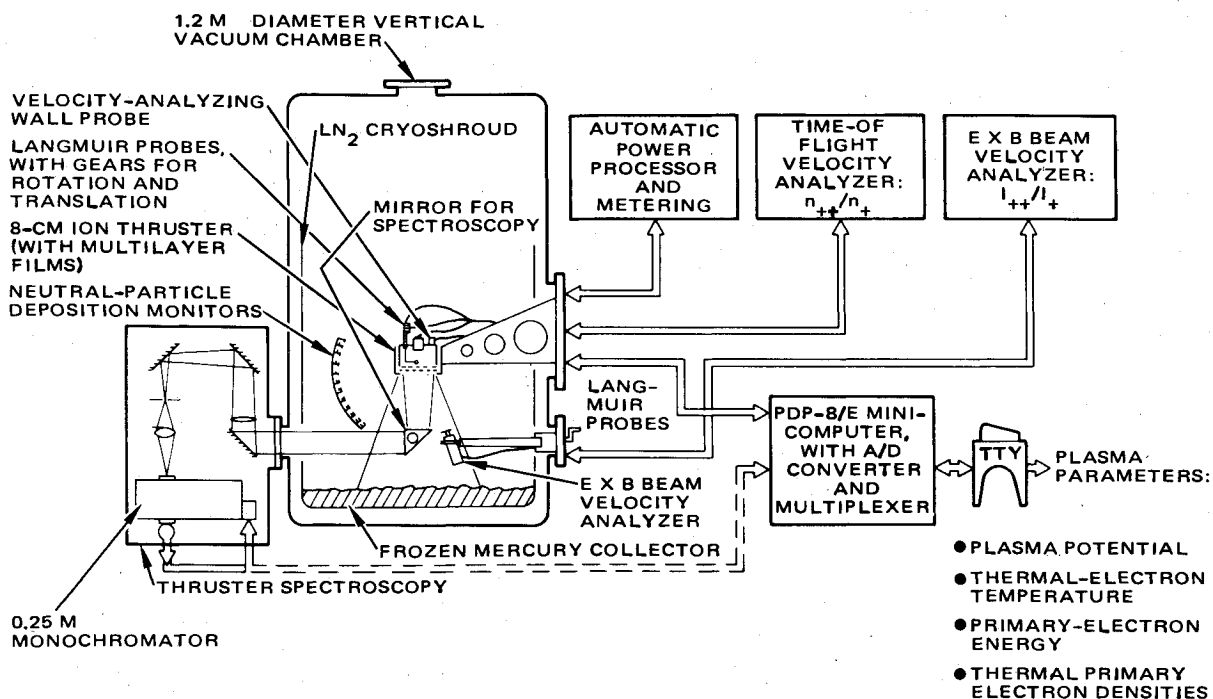 1.2 M DIAMETER VERTICAL
VACUUM CHAMBER
VELOCITY-ANALYZING
WALL PROBE
LANGMUIR PROBES,
WITH GEARS FOR
ROTATION AND
TRANSLATION
8-CM ION THRUSTER
(WITH MULTILAYER
FILMS)
NEUTRAL-PARTICLE
DEPOSITION MONITORS
LN2 CRYOSHROUD
MIRROR FOR
SPECTROSCOPY
AUTOMATIC
POWER
PROCESSOR
AND
METERING
TIME-OF
FLIGHT
VELOCITY
ANALYZER:
n++/n+
E X B BEAM
VELOCITY
ANALYZER:
I++/I+
LANG-
MUIR
PROBES
PDP-8/E MINI-
COMPUTER,
WITH A/D
CONVERTER
AND
MULTIPLEXER
TTY
PLASMA
PARAMETERS:
E X B BEAM
VELOCITY
ANALYZER
FROZEN MERCURY COLLECTOR
THRUSTER SPECTROSCOPY
0.25 M
MONOCHROMATOR
● PLASMA POTENTIAL
● THERMAL-ELECTRON
TEMPERATURE
● PRIMARY-ELECTRON
ENERGY
● THERMAL PRIMARY
ELECTRON DENSITIES